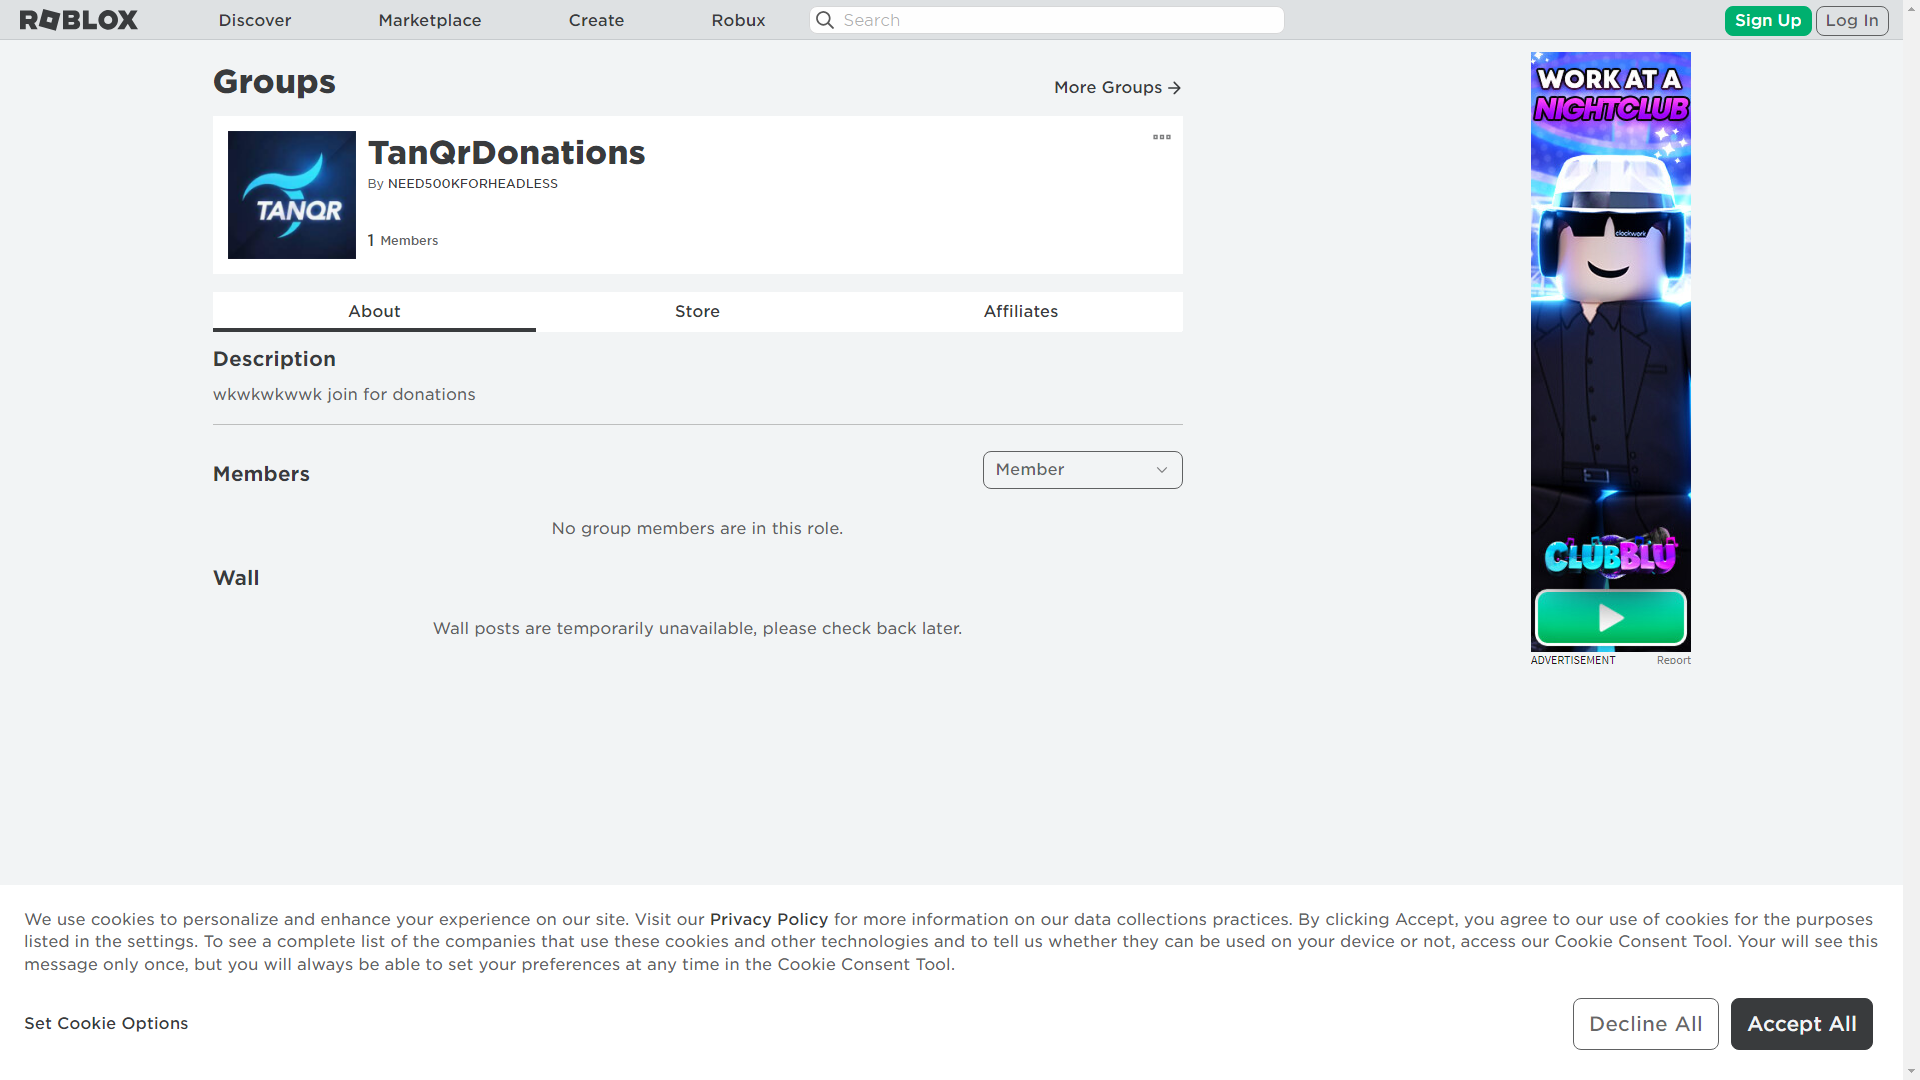 ROBLOX
Discover
Marketplace
Create
Robux
Search
Sign Up
Log In
Groups
More Groups
TANQR
TanQrDonations
By NEED500KFORHEADLESS
1 Members
About
Store
Affiliates
Description
wkwkwkwwk join for donations
Members
Member
No group members are in this role.
Wall
Wall posts are temporarily unavailable, please check back later.
WORK AT A
NIGHTCLUB
clockwork
CLUBBLU
ADVERTISEMENT
Report
We use cookies to personalize and enhance your experience on our site. Visit our Privacy Policy for more information on our data collections practices. By clicking Accept, you agree to our use of cookies for the purposes
listed in the settings. To see a complete list of the companies that use these cookies and other technologies and to tell us whether they can be used on your device or not, access our Cookie Consent Tool. Your will see this
message only once, but you will always be able to set your preferences at any time in the Cookie Consent Tool.
Set Cookie Options
Decline All
Accept All